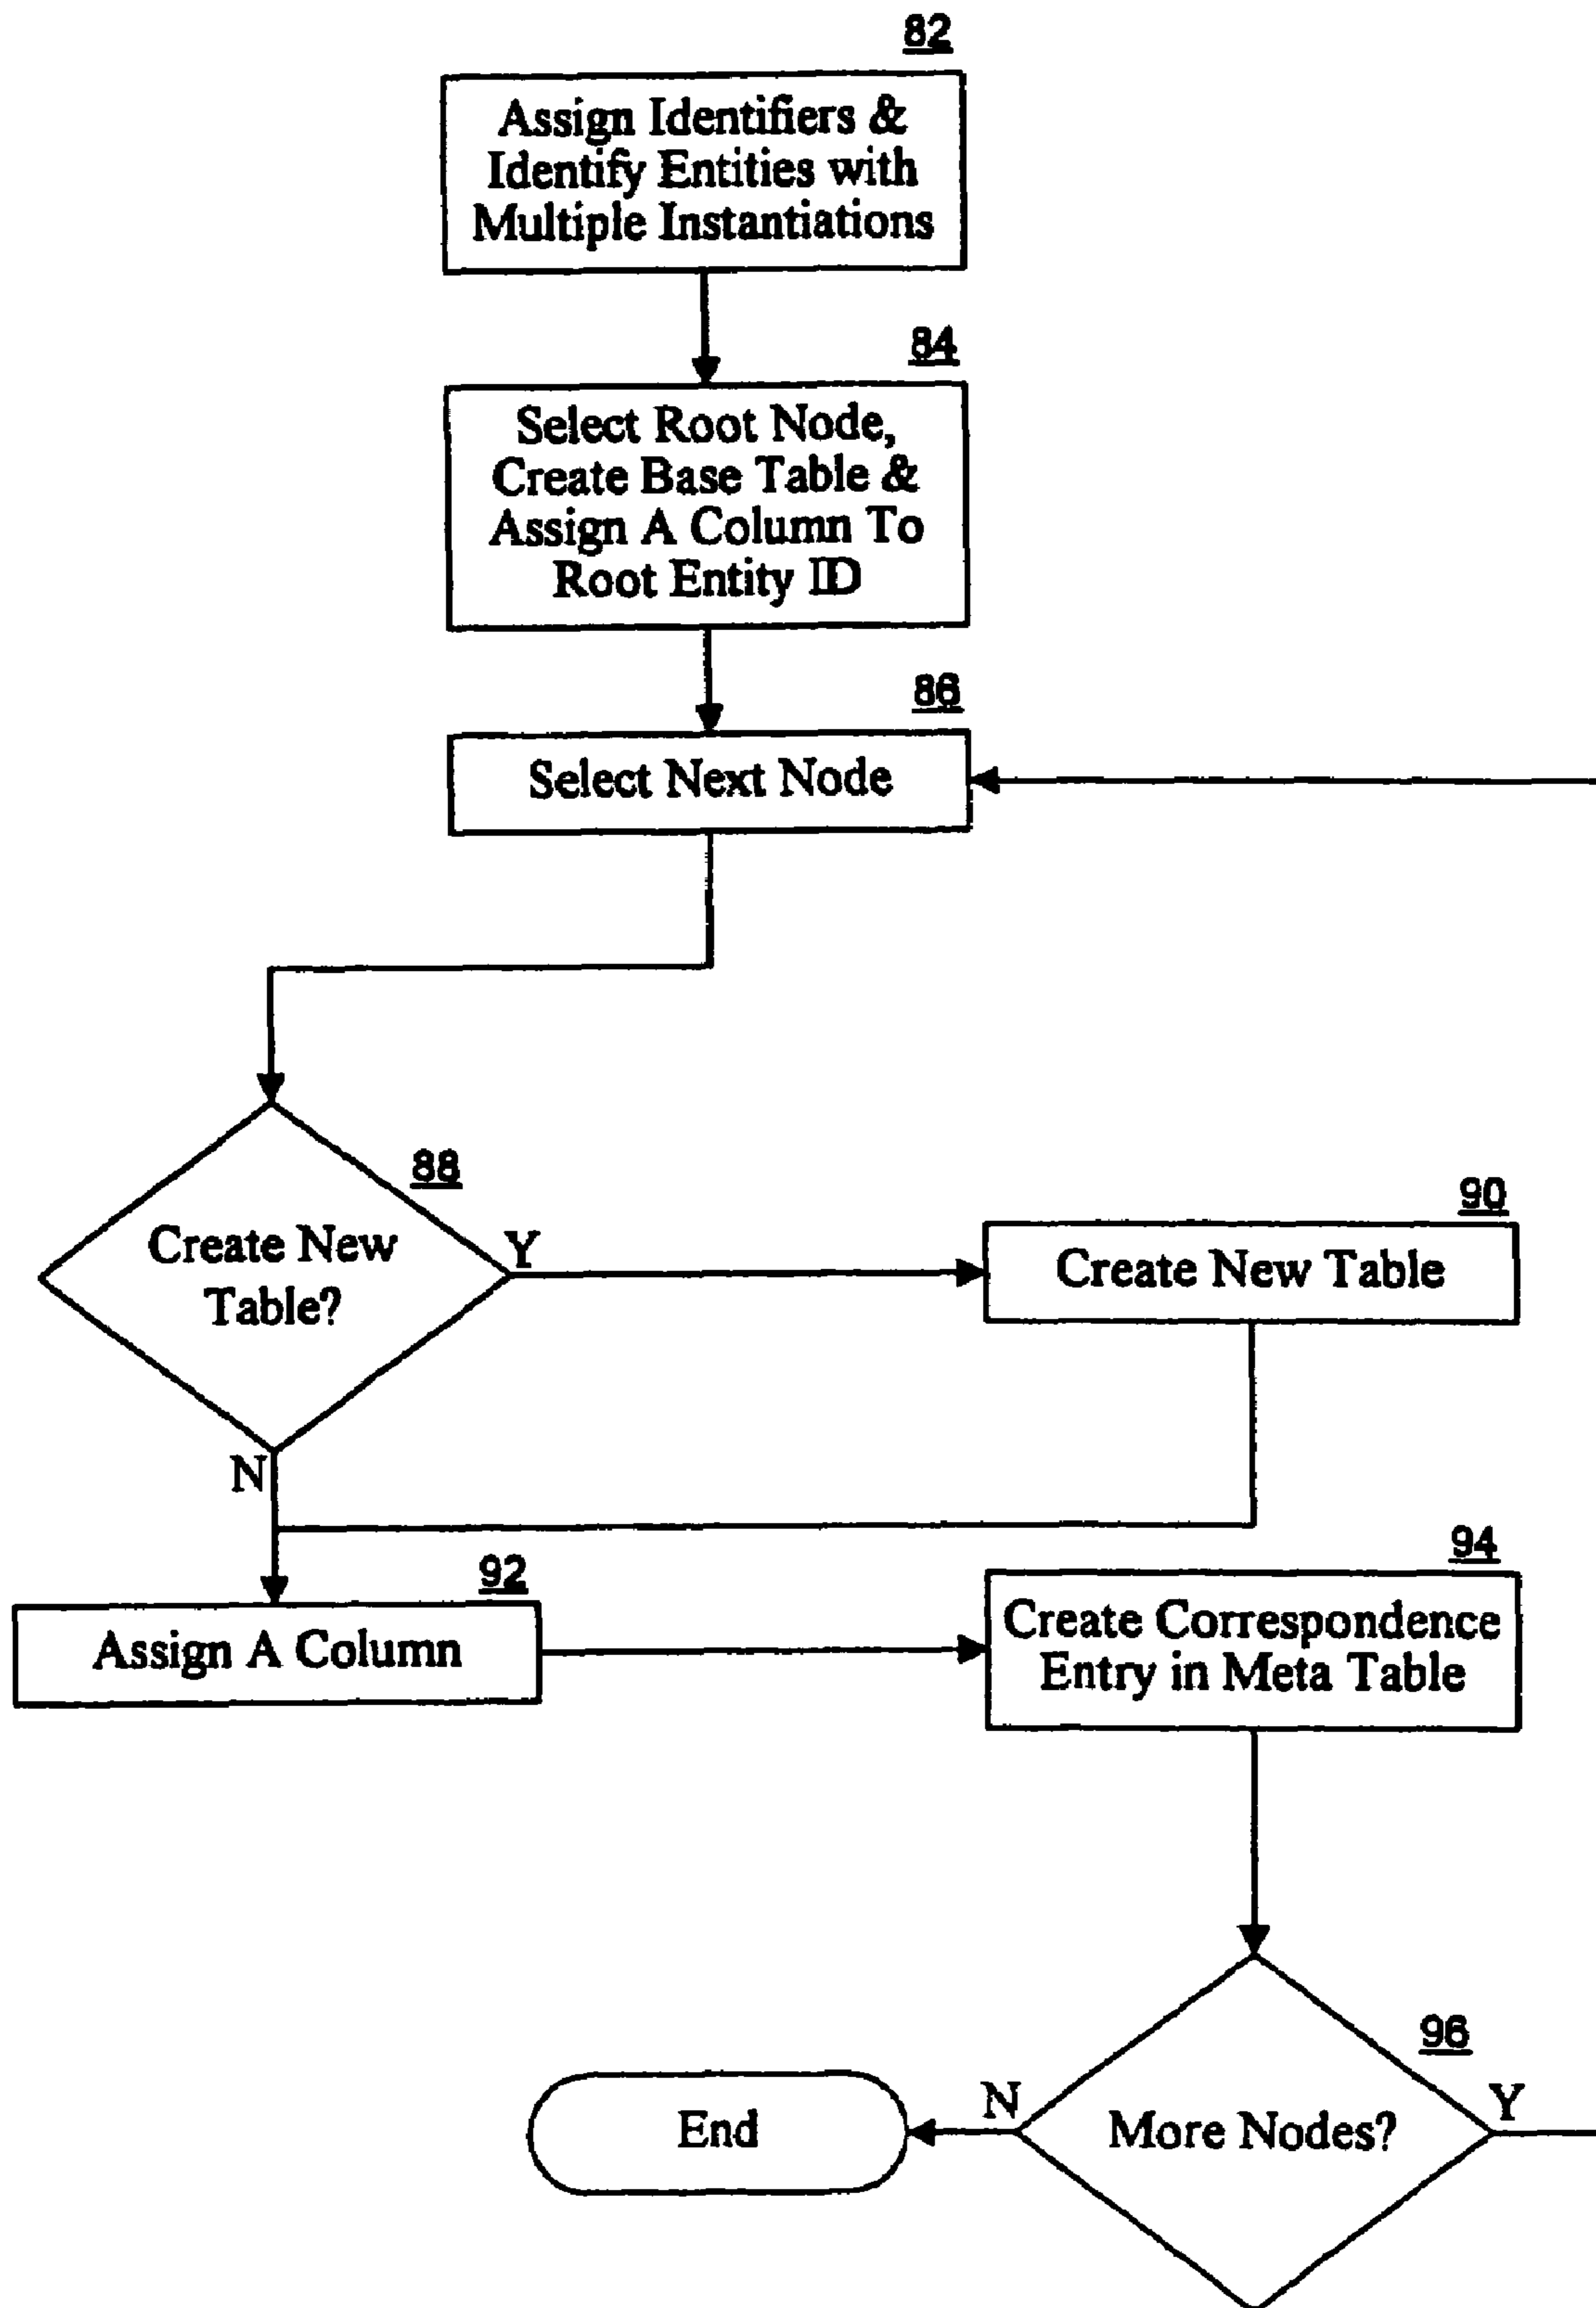 82
Assign Identifiers &
Identify Entities with
Multiple Instantiations
84
Select Root Node,
Create Base Table &
Assign A Column To
Root Entity ID
86
Select Next Node
88
Create New
Table?
Y
N
90
Create New Table
92
Assign A Column
94
Create Correspondence
Entry in Meta Table
96
More Nodes?
N
Y
End